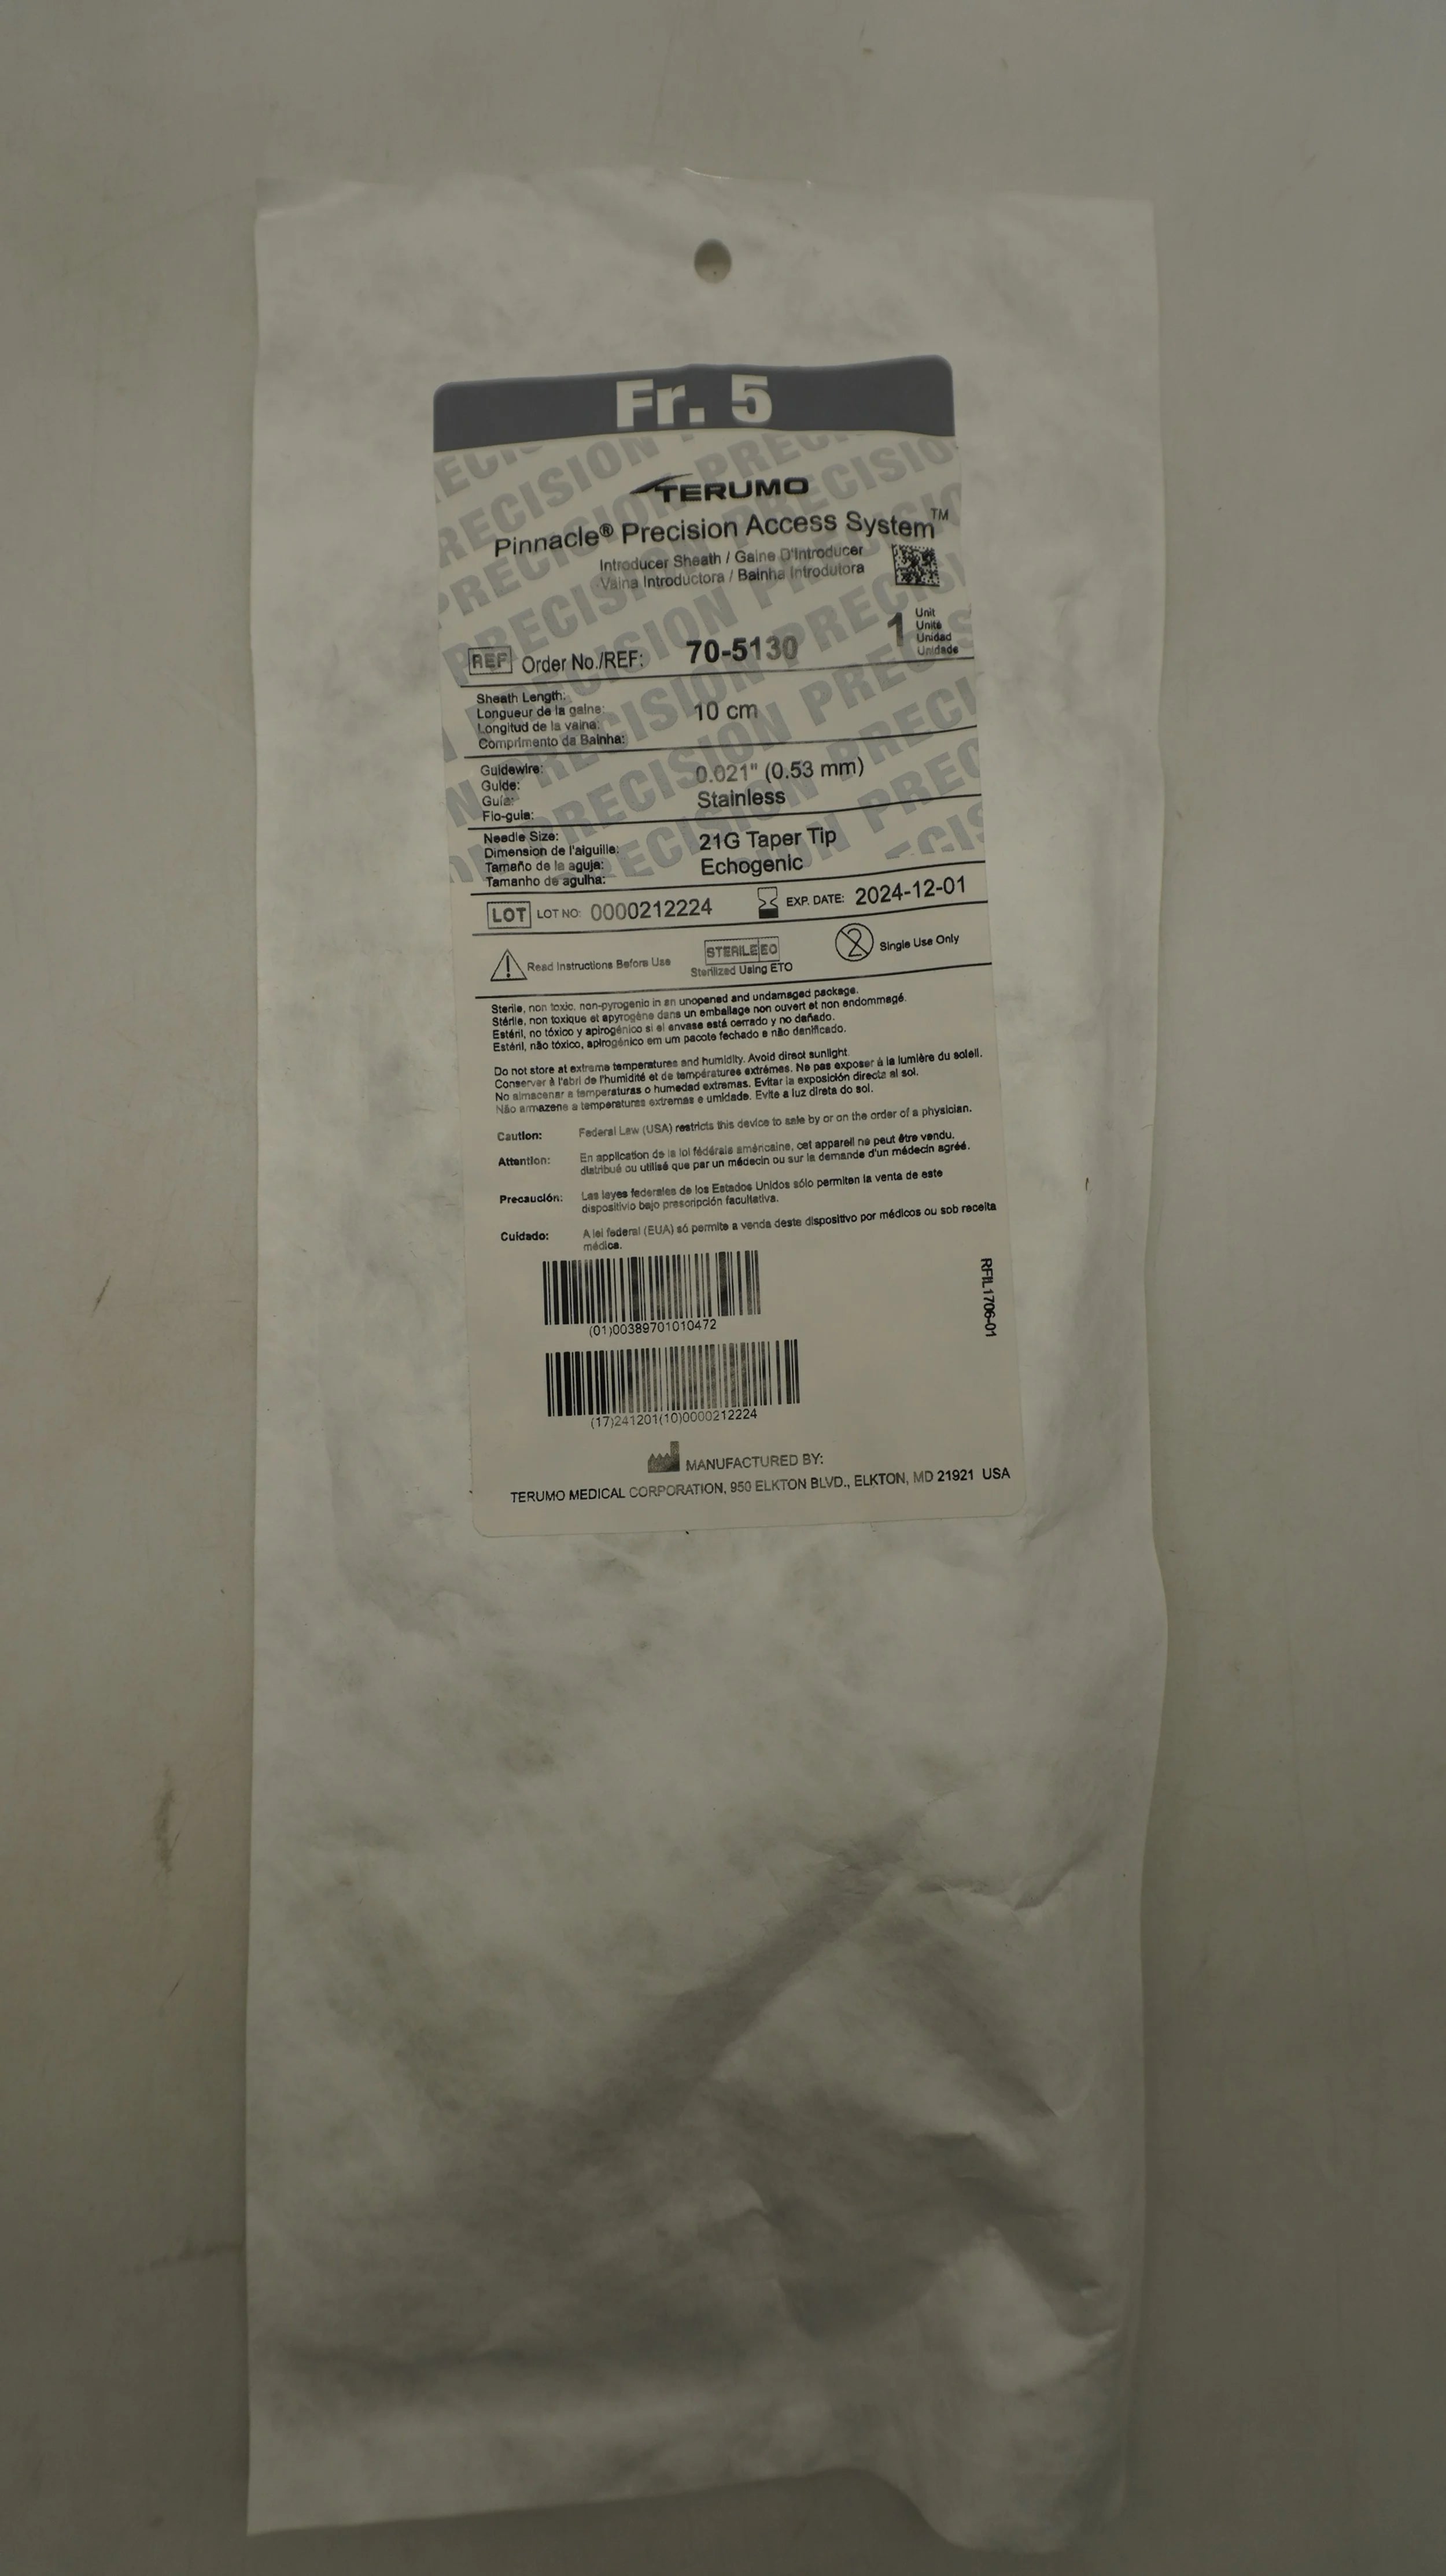 Fr. 5
TERUMO
Pinnacle® Precision Access System™
Introducer Sheath / Gaine D'Introducer
Vaina Introductora / Bainha Introdutora
1 Unit
Unité
Unidad
Unidade
REF Order No./REF: 70-5130
Sheath Length:
Longueur de la gaine:
Longitud de la vaina:
Comprimento da Bainha:
10 cm
Guidewire:
Guide:
Guía:
Fio-guia:
0.021" (0.53 mm)
Stainless
Needle Size:
Dimension de l'aiguille:
Tamaño de la aguja:
Tamanho de agulha:
21G Taper Tip
Echogenic
LOT LOT NO: 0000212224 EXP. DATE: 2024-12-01
Read Instructions Before Use
STERILE EO
Sterilized Using ETO
2 Single Use Only
Sterile, non toxic, non-pyrogenic in an unopened and undamaged package.
Stérile, non toxique et apyrogène dans un emballage non ouvert et non endommagé.
Estéril, no tóxico y apirogénico si el envase está cerrado y no dañado.
Estéril, não tóxico, apirogénico em um pacote fechado e não danificado.
Do not store at extreme temperatures and humidity. Avoid direct sunlight.
Conserver à l'abri de l'humidité et de températures extrêmes. Ne pas exposer à la lumière du soleil.
No almacenar a temperaturas o humedad extremas. Evitar la exposición directa al sol.
Não armazene a temperaturas extremas e umidade. Evite a luz direta do sol.
Caution: Federal Law (USA) restricts this device to sale by or on the order of a physician.
Attention: En application de la loi fédérale américaine, cet appareil ne peut être vendu,
distribué ou utilisé que par un médecin ou sur la demande d'un médecin agréé.
Precaución: Las leyes federales de los Estados Unidos sólo permiten la venta de este
dispositivio bajo prescripción facultativa.
Cuidado: A lei federal (EUA) só permite a venda deste dispositivo por médicos ou sob receita
médica.
(01)00389701010472
RFIL1706-01
(17)241201(10)0000212224
MANUFACTURED BY:
TERUMO MEDICAL CORPORATION, 950 ELKTON BLVD., ELKTON, MD 21921 USA